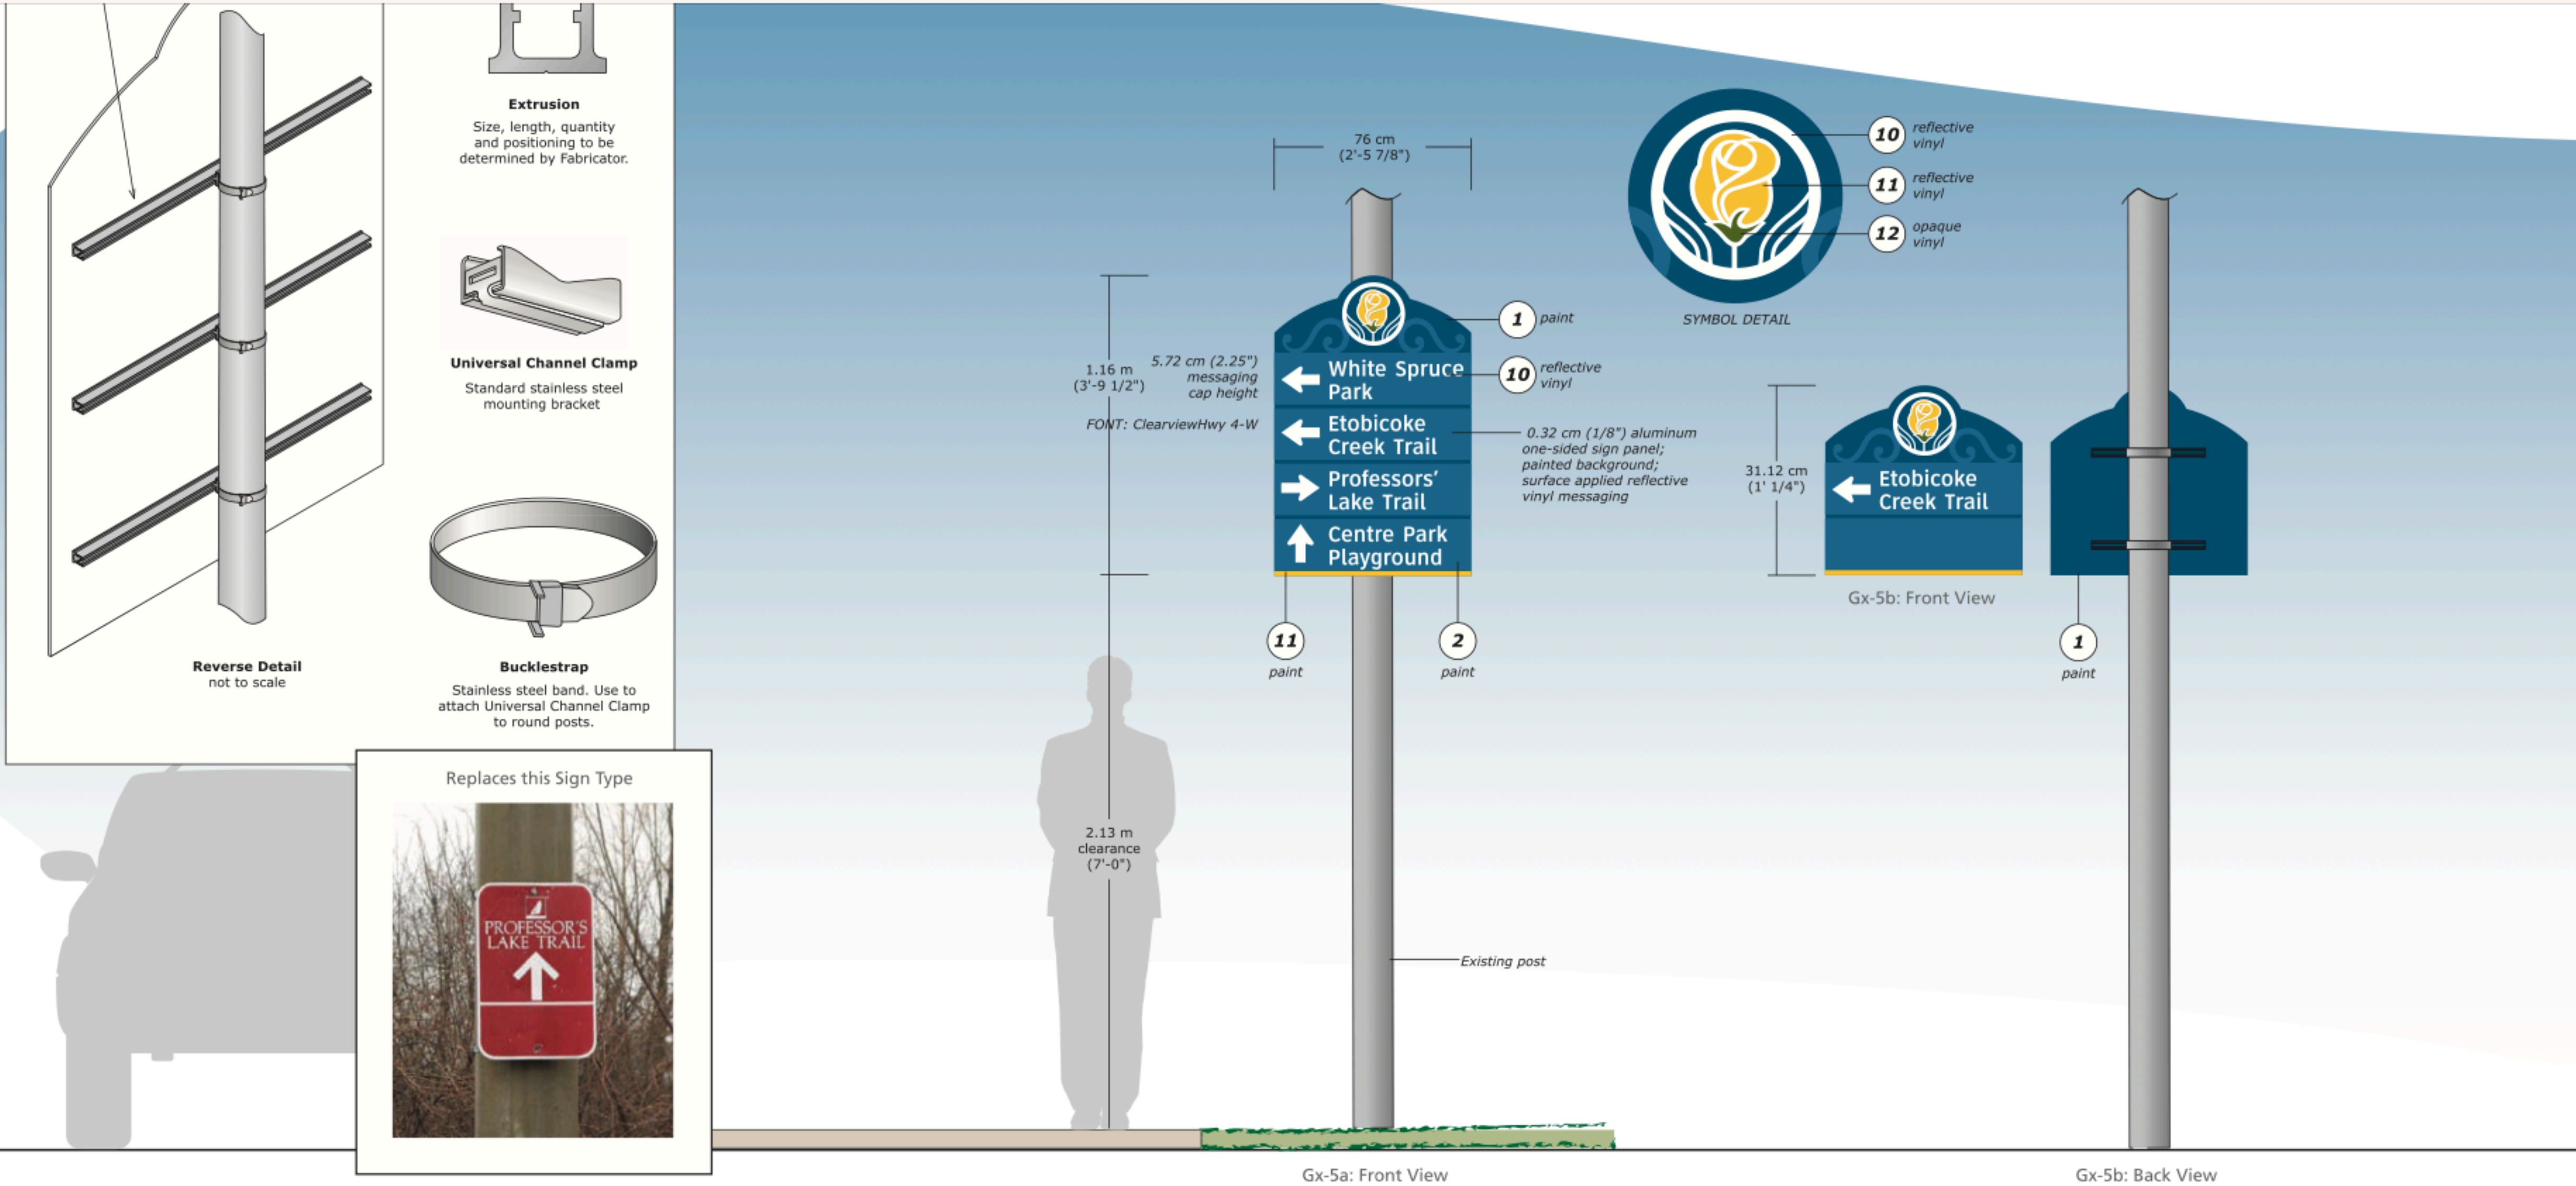 Extrusion
Size, length, quantity
and positioning to be
determined by Fabricator.
Universal Channel Clamp
Standard stainless steel
mounting bracket
Reverse Detail
not to scale
Bucklestrap
Stainless steel band. Use to
attach Universal Channel Clamp
to round posts.
Replaces this Sign Type
PROFESSOR'S
LAKE TRAIL
76 cm
(2'-5 7/8")
1.16 m
(3'-9 1/2")
5.72 cm (2.25")
messaging
cap height
FONT: ClearviewHwy 4-W
White Spruce
Park
Etobicoke
Creek Trail
Professors'
Lake Trail
Centre Park
Playground
1 paint
10 reflective
vinyl
0.32 cm (1/8") aluminum
one-sided sign panel;
painted background;
surface applied reflective
vinyl messaging
11
paint
2
paint
2.13 m
clearance
(7'-0")
Existing post
Gx-5a: Front View
10 reflective
vinyl
11 reflective
vinyl
12 opaque
vinyl
SYMBOL DETAIL
31.12 cm
(1' 1/4")
Etobicoke
Creek Trail
Gx-5b: Front View
1
paint
Gx-5b: Back View